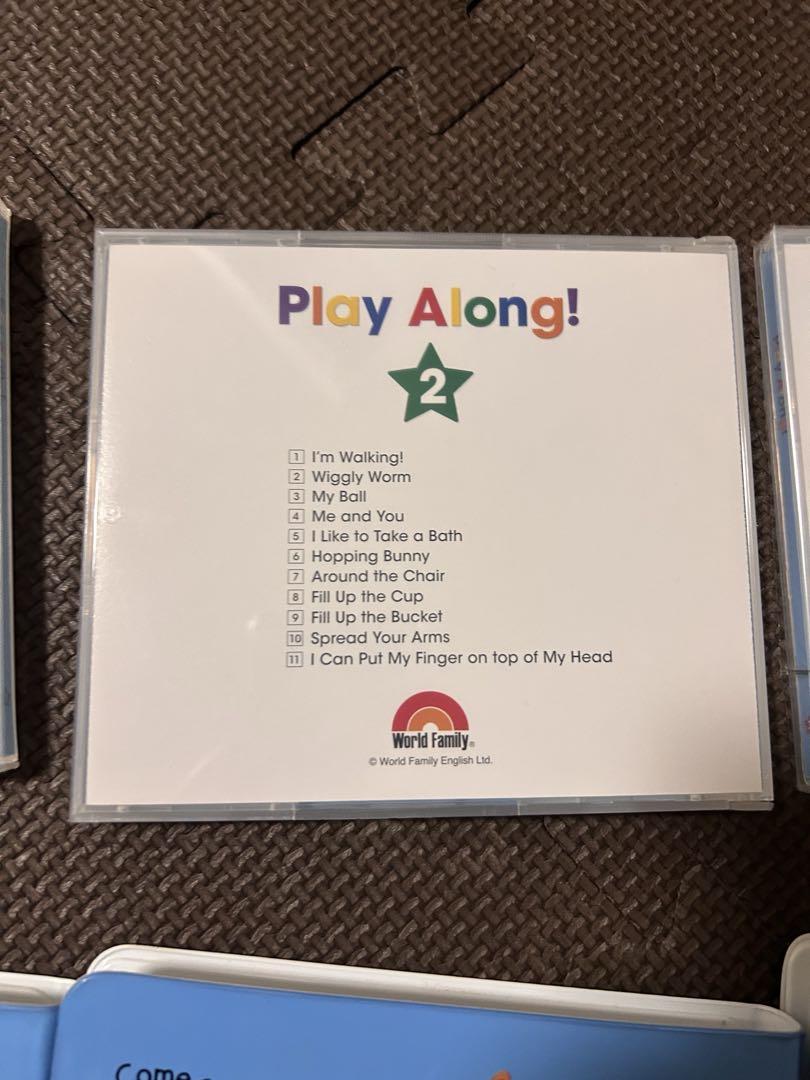 Play Along!
2
1 I'm Walking!
2 Wiggly Worm
3 My Ball
4 Me and You
5 I Like to Take a Bath
6 Hopping Bunny
7 Around the Chair
8 Fill Up the Cup
9 Fill Up the Bucket
10 Spread Your Arms
11 I Can Put My Finger on top of My Head
World Family®
© World Family English Ltd.
Come